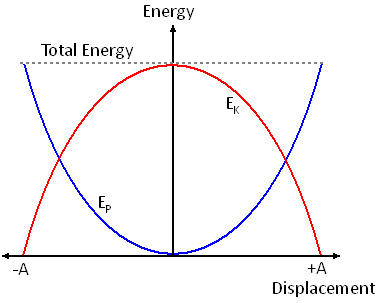 Energy
Total Energy
E_K
E_P
-A
+A
Displacement